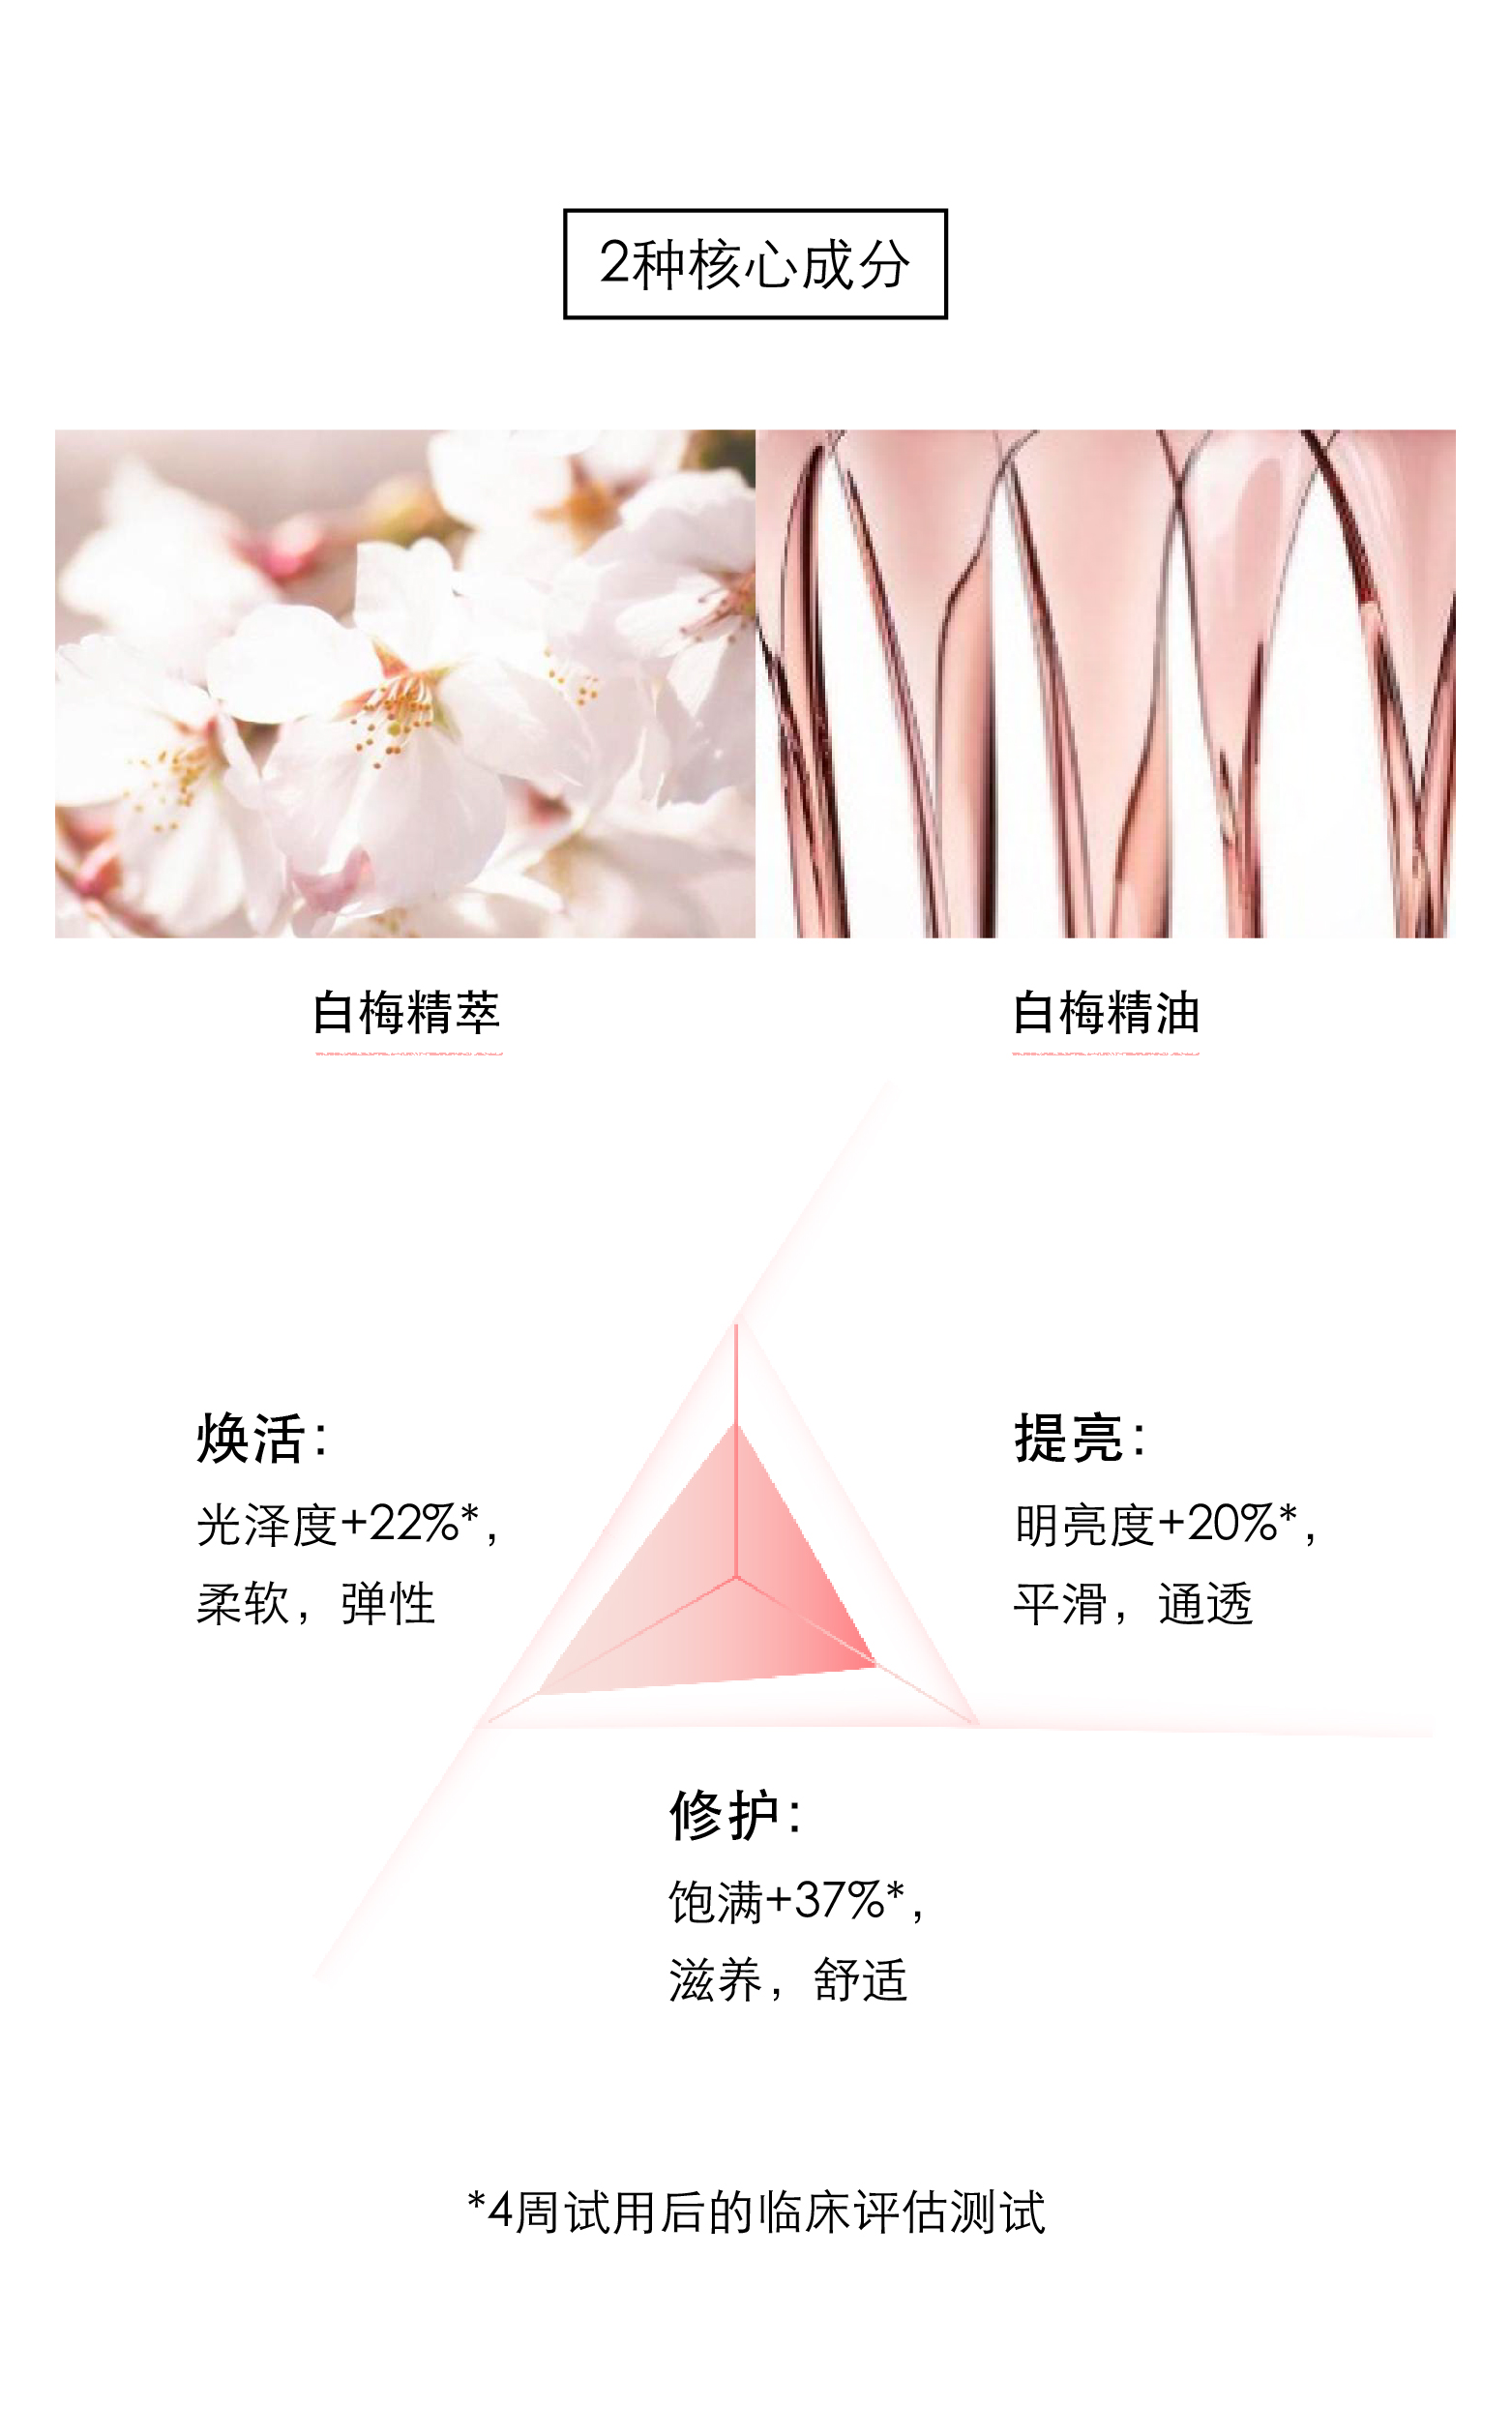 2种核心成分
白梅精萃
白梅精油
焕活：
光泽度+22%*，
柔软，弹性
提亮：
明亮度+20%*，
平滑，通透
修护：
饱满+37%*，
滋养，舒适
*4周试用后的临床评估测试